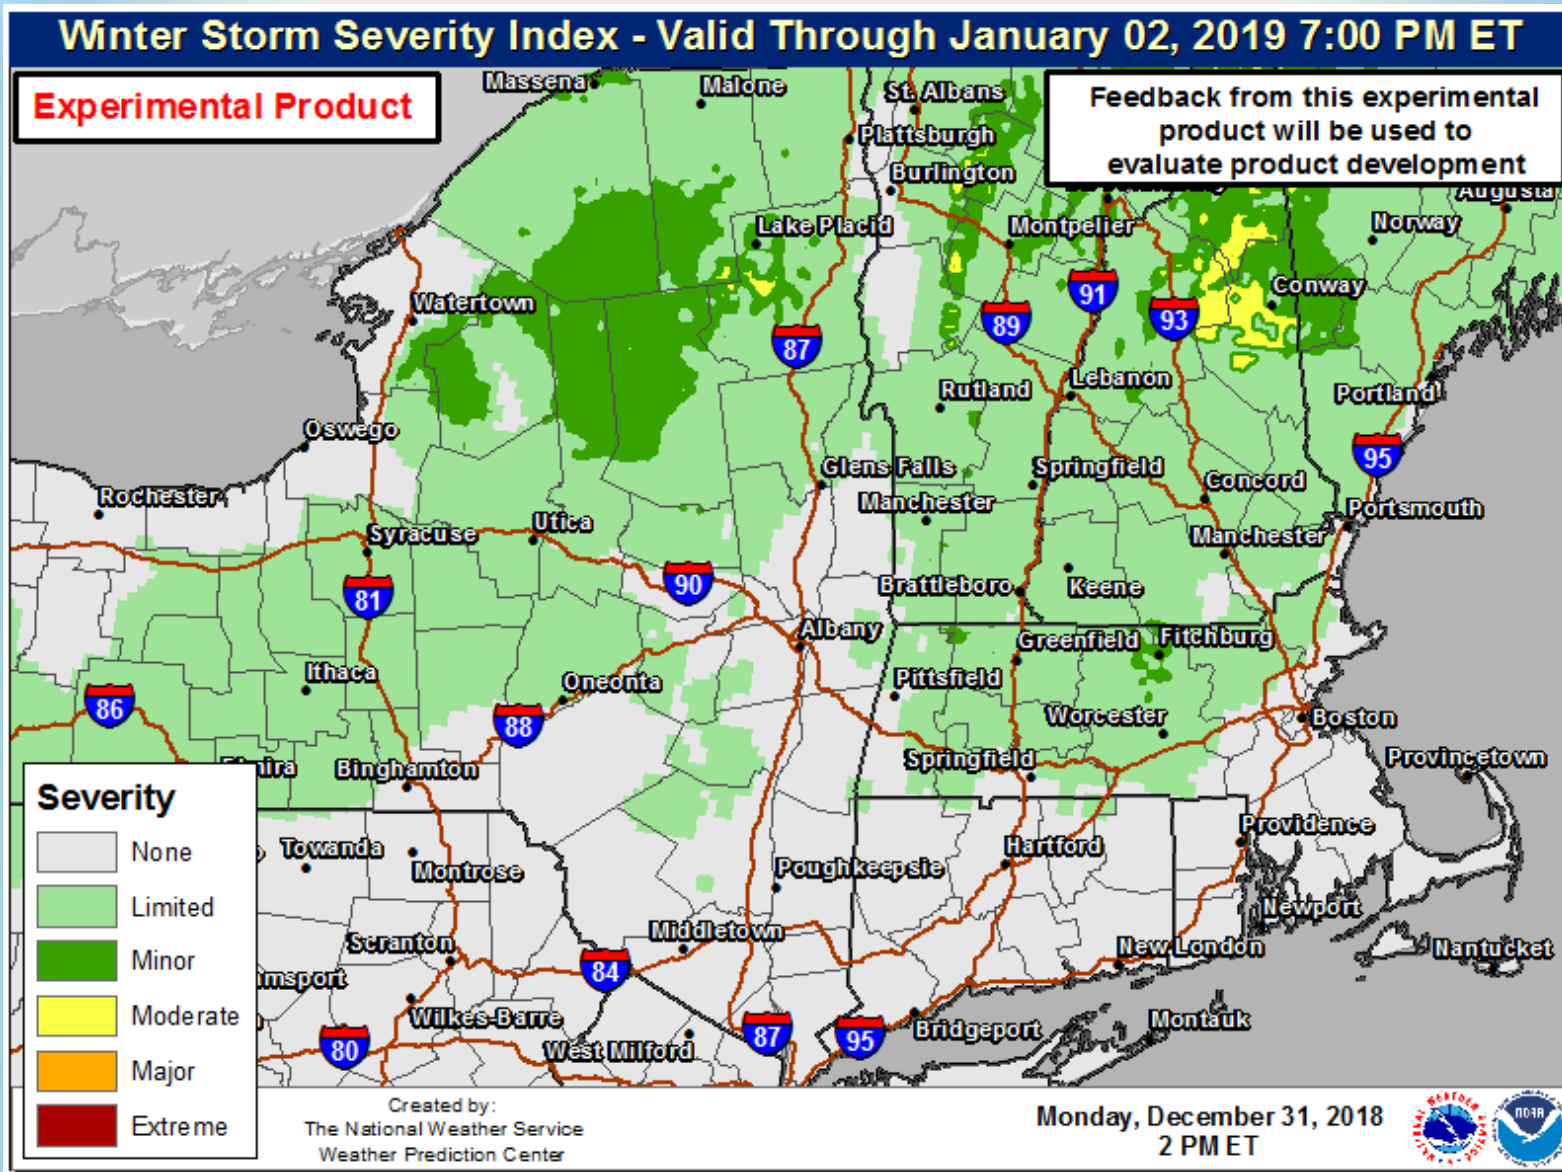 Winter Storm Severity Index - Valid Through January 02, 2019 7:00 PM ET
Experimental Product
Feedback from this experimental
product will be used to
evaluate product development
Massena
Malone
St. Albans
Plattsburgh
Burlington
Augusta
Norway
Lake Placid
Montpelier
Conway
Watertown
91
89
93
87
Rutland
Lebanon
Portland
Oswego
95
Glens Falls
Springfield
Concord
Rochester
Manchester
Portsmouth
Syracuse
Utica
Manchester
90
Brattleboro
Keene
81
Albany
Greenfield
Fitchburg
Ithaca
Oneonta
Pittsfield
86
88
Worcester
Boston
Binghamton
Springfield
Provincetown
Severity
None
Limited
Minor
Moderate
Major
Extreme
Towanda
Montrose
Providence
Hartford
Poughkeepsie
Newport
Scranton
Middletown
New London
Nantucket
84
amsport
Wilkes-Barre
87
95
Bridgeport
Montauk
80
West Milford
Created by:
The National Weather Service
Weather Prediction Center
Monday, December 31, 2018
2 PM ET
NOAA